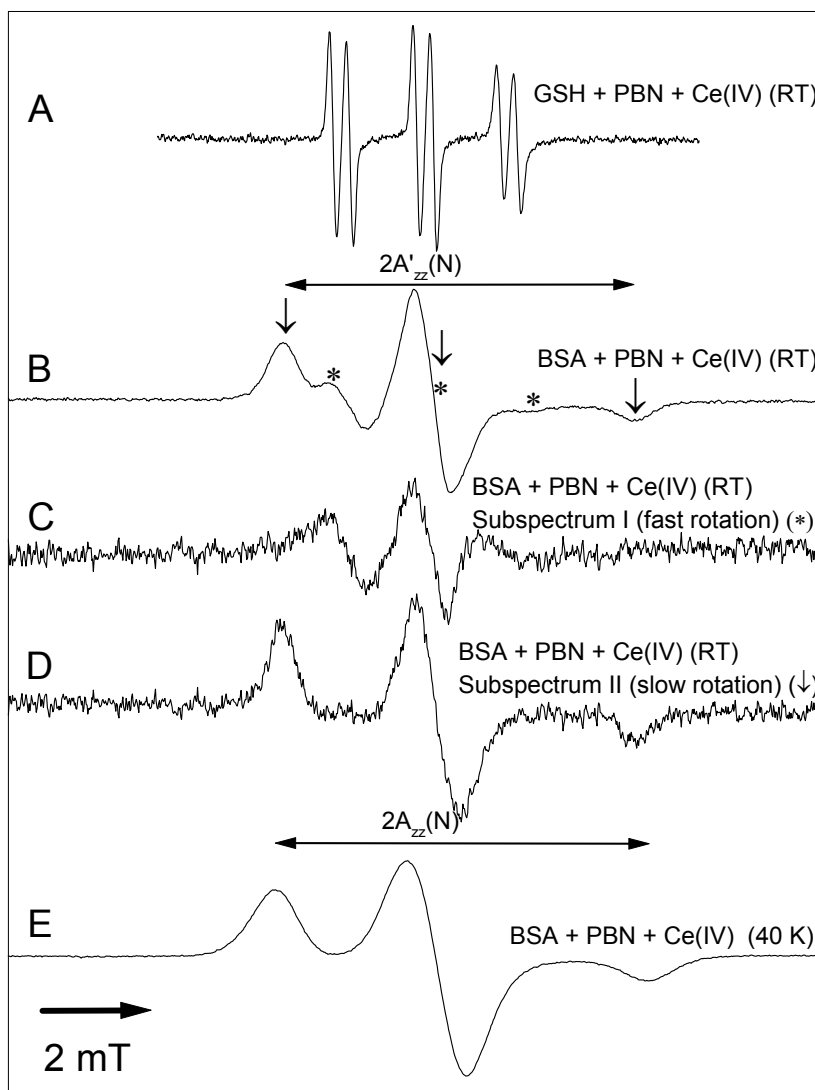 A
GSH + PBN + Ce(IV) (RT)
2A'zz(N)
↓
↓
B
BSA + PBN + Ce(IV) (RT)
*
*
*
↓
BSA + PBN + Ce(IV) (RT)
C
Subspectrum I (fast rotation) (*)
D
BSA + PBN + Ce(IV) (RT)
Subspectrum II (slow rotation) (↓)
2Azz(N)
E
BSA + PBN + Ce(IV) (40 K)
2 mT